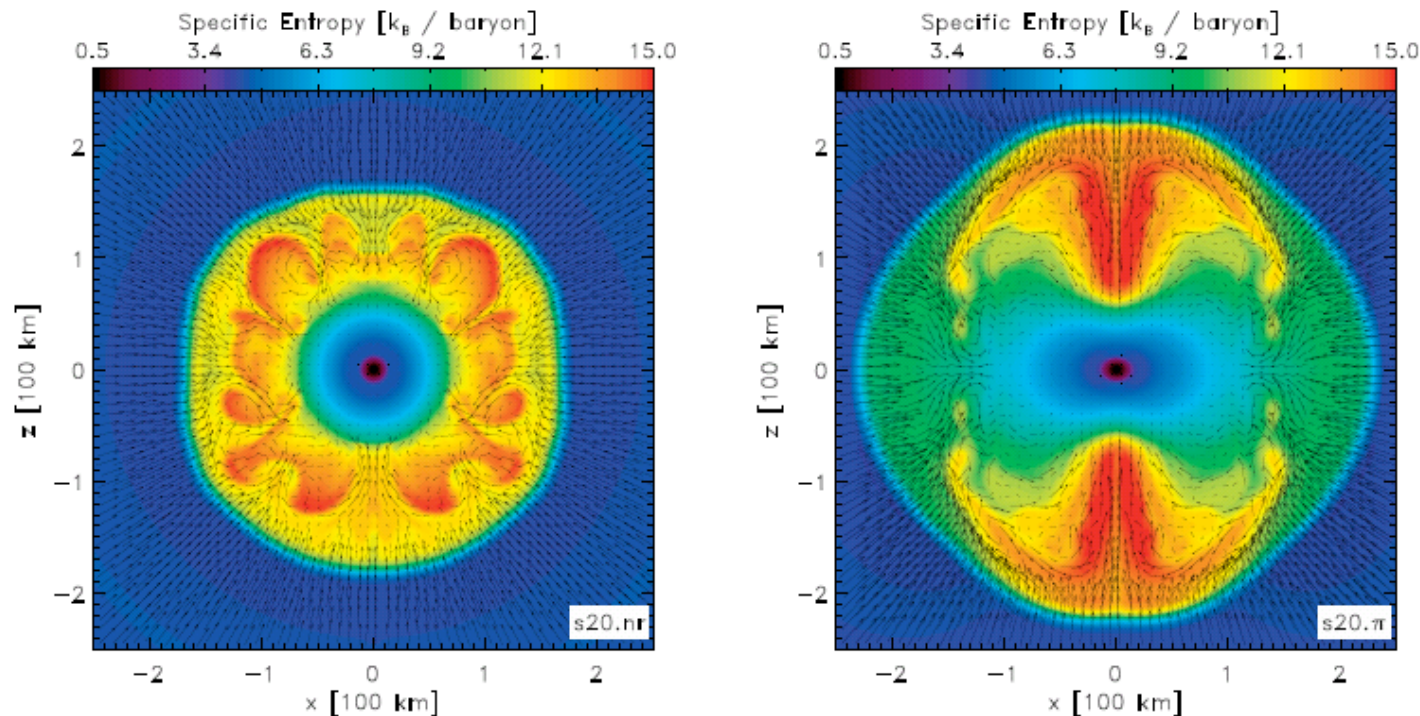 Specific Entropy [k_B / baryon]
0.5 3.4 6.3 9.2 12.1 15.0
2
1
0
−1
−2
z [100 km]
s20.nr
−2 −1 0 1 2
x [100 km]
Specific Entropy [k_B / baryon]
0.5 3.4 6.3 9.2 12.1 15.0
2
1
0
−1
−2
z [100 km]
s20.π
−2 −1 0 1 2
x [100 km]